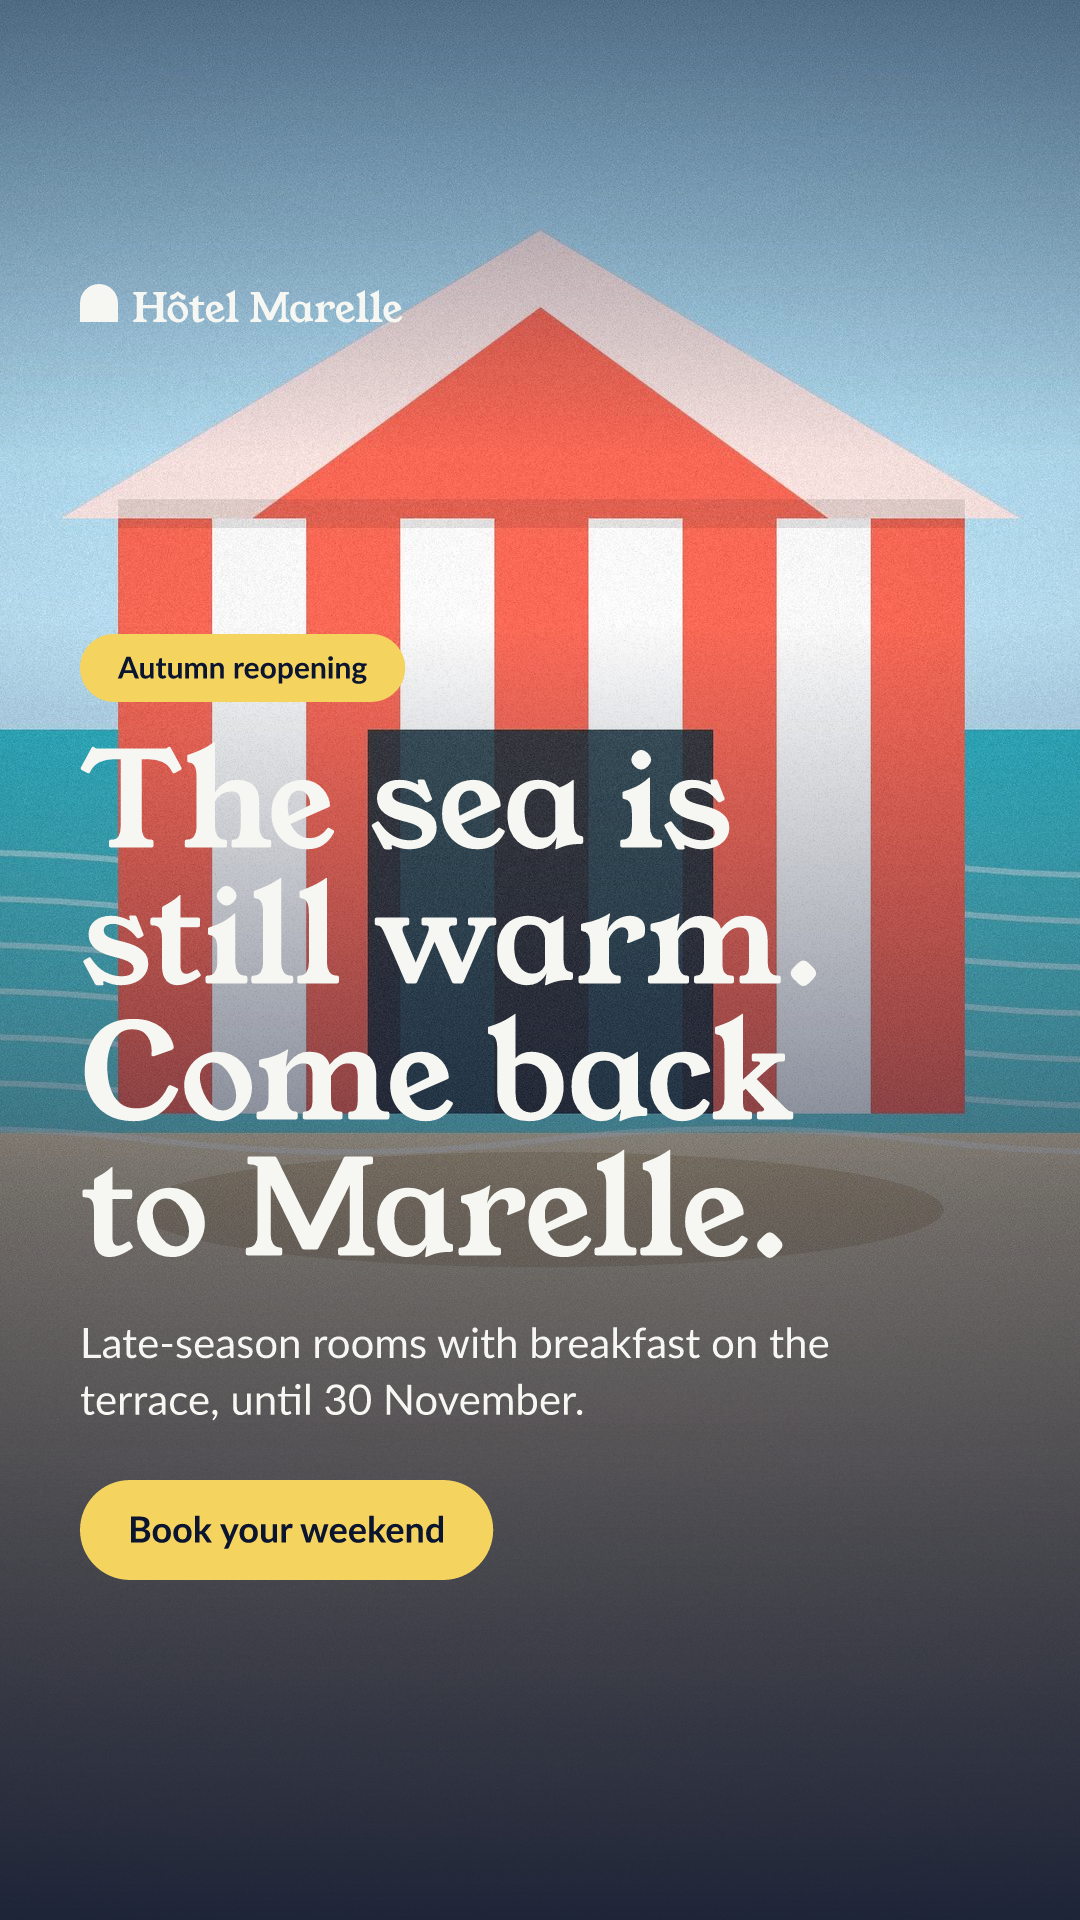 Hôtel Marelle
Autumn reopening
The sea is
still warm.
Come back
to Marelle.
Late-season rooms with breakfast on the
terrace, until 30 November.
Book your weekend